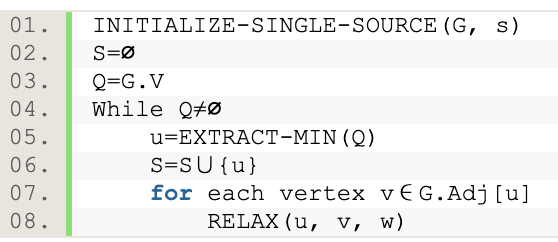 01. INITIALIZE-SINGLE-SOURCE(G, s)
02. S=∅
03. Q=G.V
04. While Q≠∅
05. u=EXTRACT-MIN(Q)
06. S=S∪{u}
07. for each vertex v∈G.Adj[u]
08. RELAX(u, v, w)